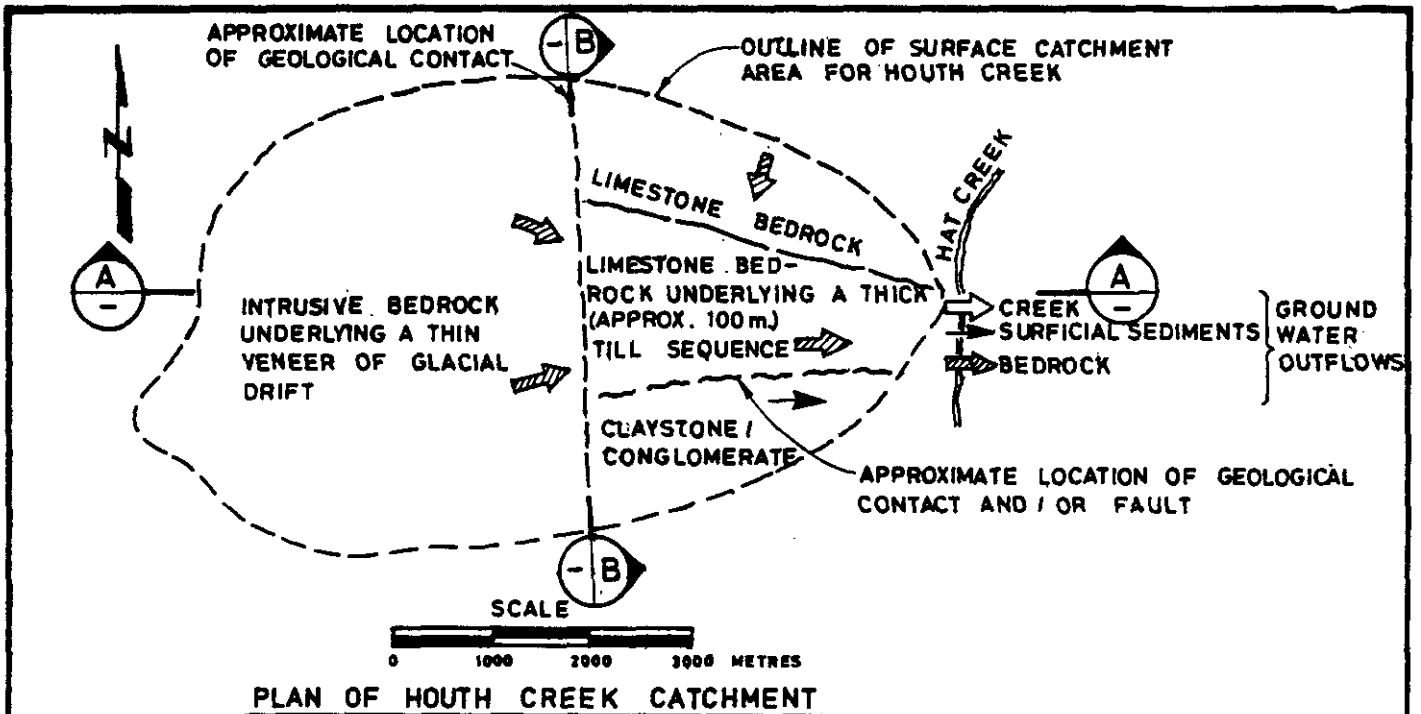 APPROXIMATE LOCATION
OF GEOLOGICAL CONTACT
- B
OUTLINE OF SURFACE CATCHMENT
AREA FOR HOUTH CREEK
N
HAT CREEK
LIMESTONE BEDROCK
A
-
A
-
LIMESTONE BED-
ROCK UNDERLYING A THICK
(APPROX. 100 m.)
TILL SEQUENCE
INTRUSIVE BEDROCK
UNDERLYING A THIN
VENEER OF GLACIAL
DRIFT
CREEK
SURFICIAL SEDIMENTS
BEDROCK
GROUND
WATER
OUTFLOWS
CLAYSTONE /
CONGLOMERATE
APPROXIMATE LOCATION OF GEOLOGICAL
CONTACT AND / OR FAULT
- B
SCALE
0 1000 2000 3000 METRES
PLAN OF HOUTH CREEK CATCHMENT